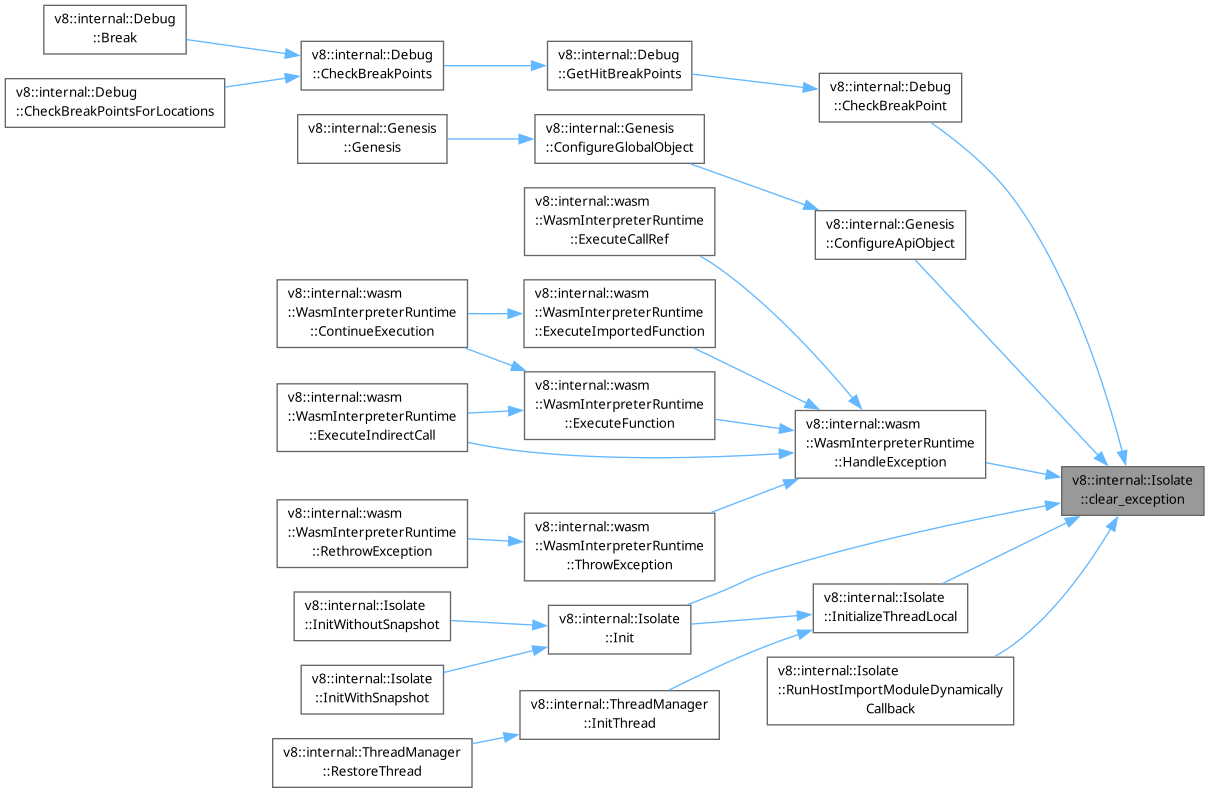 v8::internal::Debug
::Break
v8::internal::Debug
::CheckBreakPointsForLocations
v8::internal::Debug
::CheckBreakPoints
v8::internal::Debug
::GetHitBreakPoints
v8::internal::Debug
::CheckBreakPoint
v8::internal::Genesis
::Genesis
v8::internal::Genesis
::ConfigureGlobalObject
v8::internal::Genesis
::ConfigureApiObject
v8::internal::wasm
::WasmInterpreterRuntime
::ExecuteCallRef
v8::internal::wasm
::WasmInterpreterRuntime
::ContinueExecution
v8::internal::wasm
::WasmInterpreterRuntime
::ExecuteImportedFunction
v8::internal::wasm
::WasmInterpreterRuntime
::ExecuteIndirectCall
v8::internal::wasm
::WasmInterpreterRuntime
::ExecuteFunction
v8::internal::wasm
::WasmInterpreterRuntime
::HandleException
v8::internal::Isolate
::clear_exception
v8::internal::wasm
::WasmInterpreterRuntime
::RethrowException
v8::internal::wasm
::WasmInterpreterRuntime
::ThrowException
v8::internal::Isolate
::InitWithoutSnapshot
v8::internal::Isolate
::Init
v8::internal::Isolate
::InitializeThreadLocal
v8::internal::Isolate
::InitWithSnapshot
v8::internal::Isolate
::RunHostImportModuleDynamically
Callback
v8::internal::ThreadManager
::InitThread
v8::internal::ThreadManager
::RestoreThread